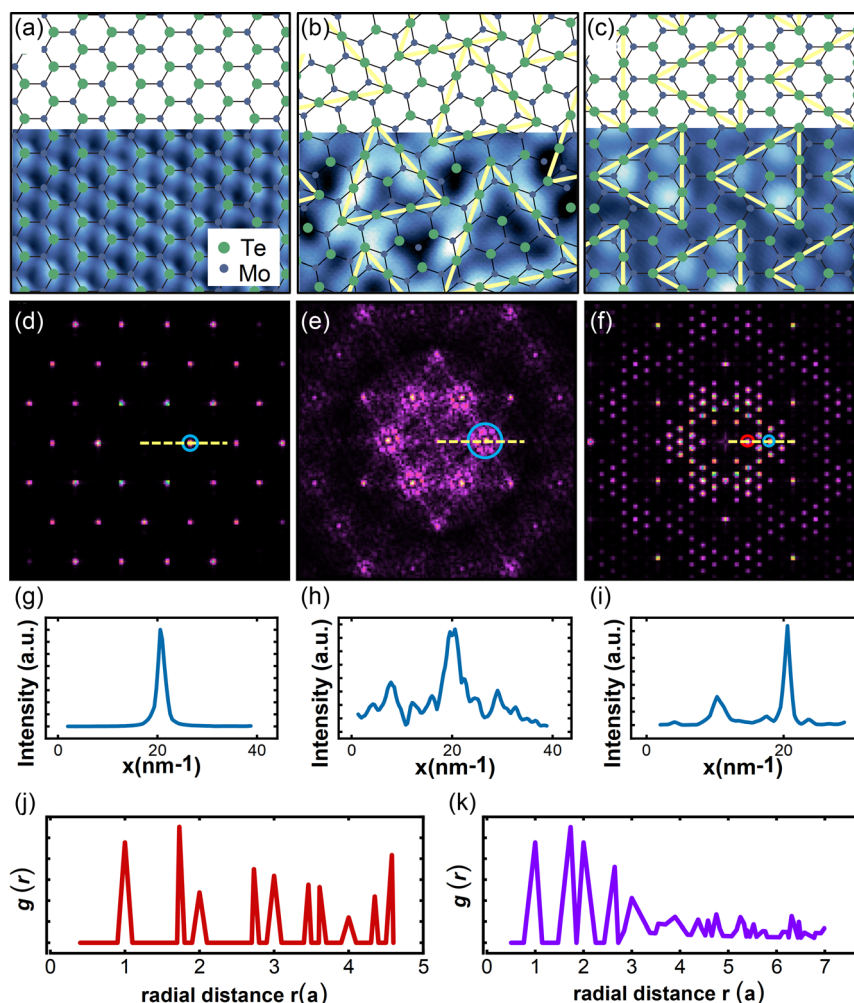 (a)
(b)
(c)
Te
Mo
(d)
(e)
(f)
(g)
(h)
(i)
Intensity (a.u.)
0
20
40
x(nm-1)
Intensity (a.u.)
0
20
40
x(nm-1)
Intensity (a.u.)
0
20
x(nm-1)
(j)
(k)
g (r)
0
1
2
3
4
5
radial distance r(a)
g (r)
0
1
2
3
4
5
6
7
radial distance r (a)